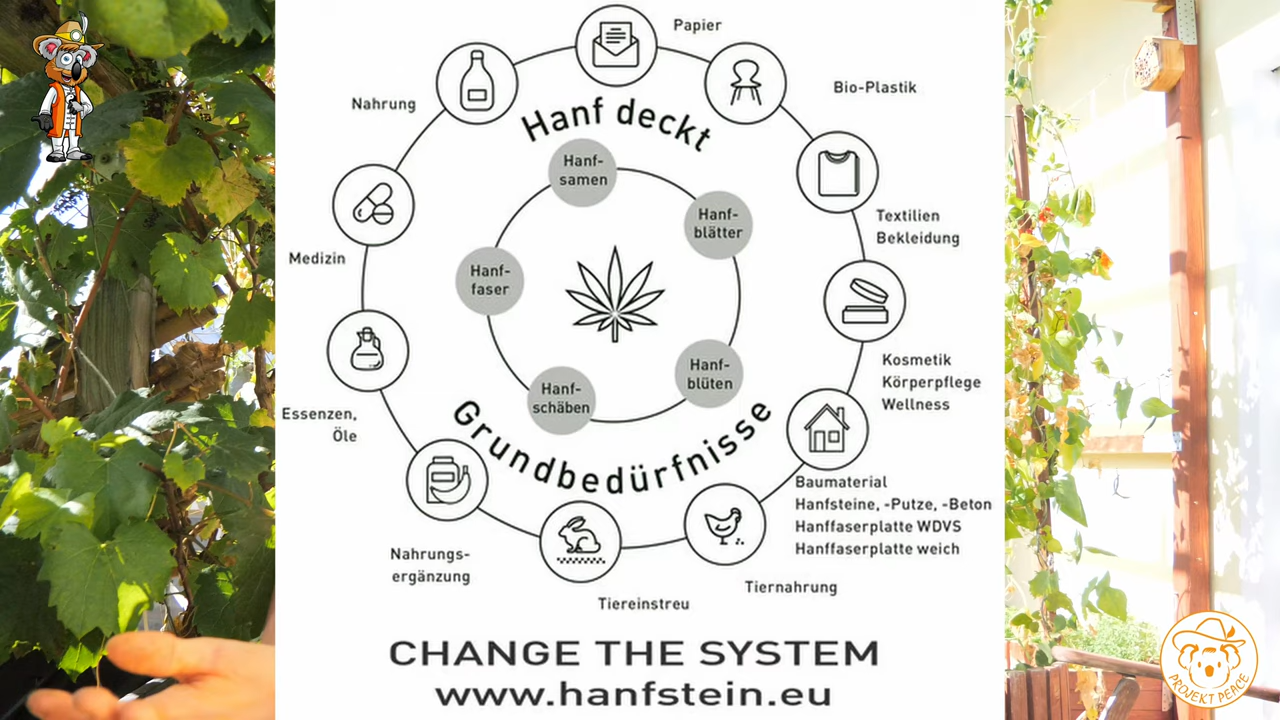 Papier
Bio-Plastik
Nahrung
Hanf deckt
Hanf-
samen
Hanf-
blätter
Textilien
Bekleidung
Medizin
Hanf-
faser
Kosmetik
Körperpflege
Wellness
Hanf-
blüten
Hanf-
schäben
Essenzen,
Öle
Grundbedürfnisse
Baumaterial
Hanfsteine, -Putze, -Beton
Hanffaserplatte WDVS
Hanffaserplatte weich
Nahrungs-
ergänzung
Tiernahrung
Tiereinstreu
CHANGE THE SYSTEM
www.hanfstein.eu
PROJEKT PEACE